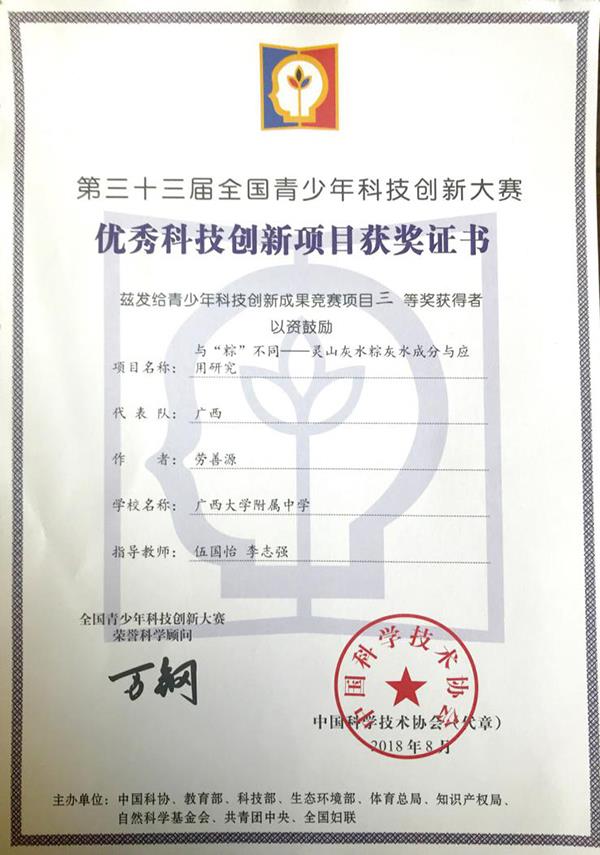 第三十三届全国青少年科技创新大赛
优秀科技创新项目获奖证书
兹发给青少年科技创新成果竞赛项目三等奖获得者
以资鼓励
与“粽”不同——灵山灰水粽灰水成分与应
项目名称：用研究
代表队：广西
作者：劳善源
学校名称：广西大学附属中学
指导教师：伍国怡 李志强
全国青少年科技创新大赛
荣誉科学顾问
万钢
中国科学技术协会
中国科学技术协会（代章）
2018年8月
主办单位：中国科协、教育部、科技部、生态环境部、体育总局、知识产权局、
自然科学基金会、共青团中央、全国妇联